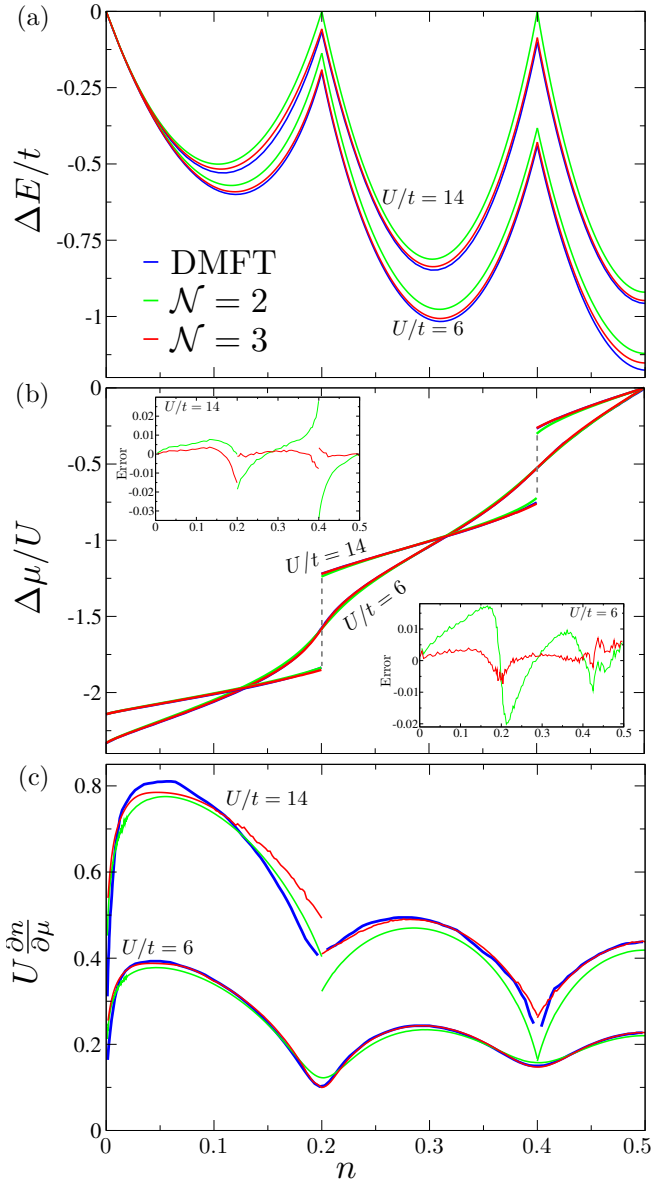 (a)
0
-0.25
-0.5
-0.75
-1
ΔE/t
U/t = 14
U/t = 6
DMFT
𝒩 = 2
𝒩 = 3
(b)
0
-0.5
-1
-1.5
-2
Δμ/U
U/t = 14
0.02
0.01
0
-0.01
-0.02
-0.03
Error
0 0.1 0.2 0.3 0.4 0.5
U/t = 14
U/t = 6
U/t = 6
0.01
0
-0.01
-0.02
Error
0 0.1 0.2 0.3 0.4 0.5
(c)
0.8
0.6
0.4
0.2
0
U ∂n/∂μ
U/t = 14
U/t = 6
0 0.1 0.2 0.3 0.4 0.5
n